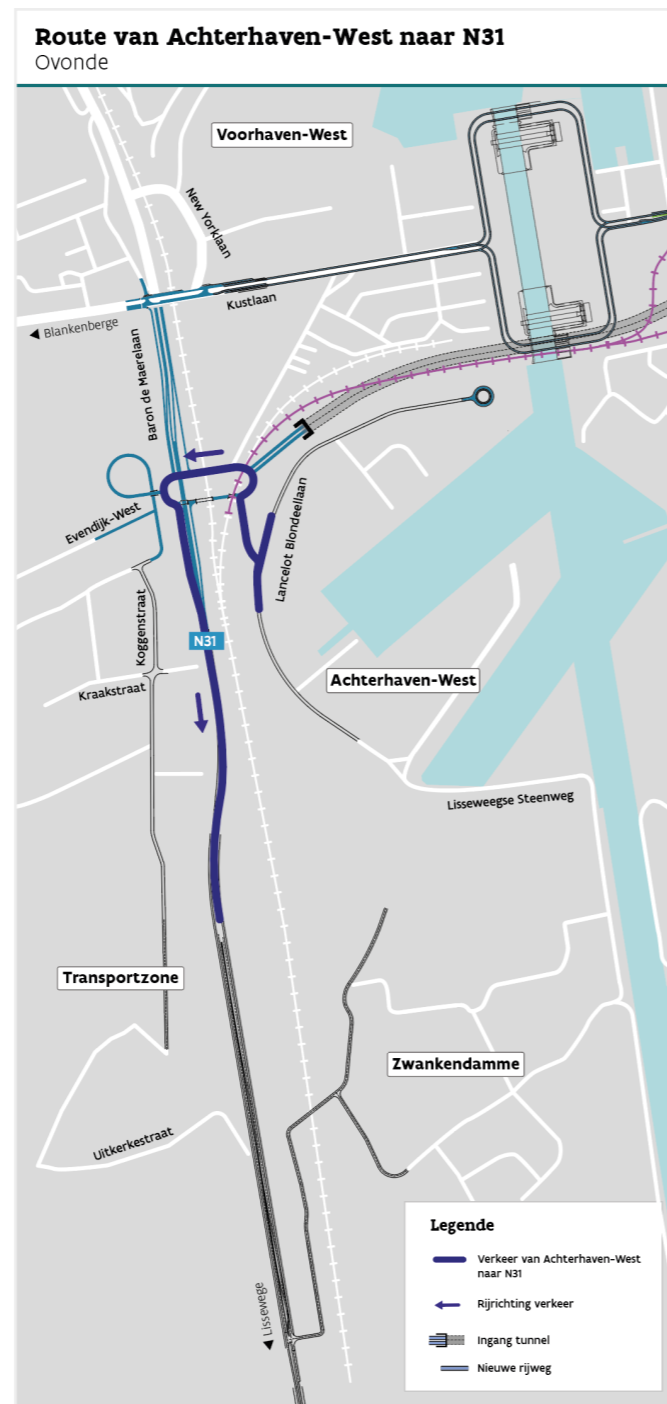 Route van Achterhaven-West naar N31
Ovonde
Voorhaven-West
New Yorklaan
Kustlaan
◀ Blankenberge
Baron de Maerelaan
Evendijk-West
Lancelot Blondeellaan
Koggenstraat
N31
Kraakstraat
Achterhaven-West
Lisseweegse Steenweg
Transportzone
Zwankendamme
Uitkerkestraat
◀ Lissewege
Legende
Verkeer van Achterhaven-West
naar N31
Rijrichting verkeer
Ingang tunnel
Nieuwe rijweg